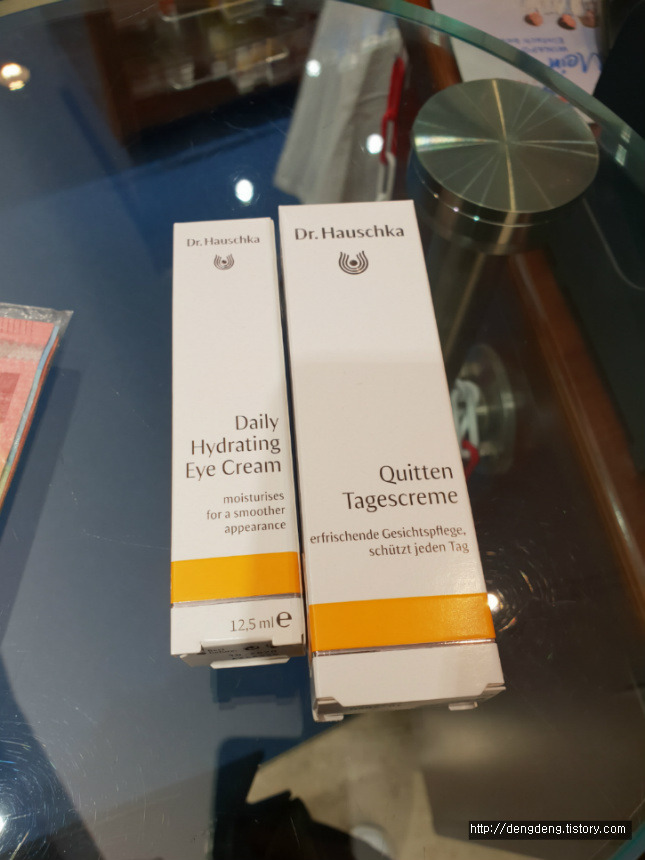 Mein
Dr. Hauschka
Daily
Hydrating
Eye Cream
moisturises
for a smoother
appearance
12,5 ml e
Dr. Hauschka
Quitten
Tagescreme
erfrischende Gesichtspflege,
schützt jeden Tag
http://dengdeng.tistory.com